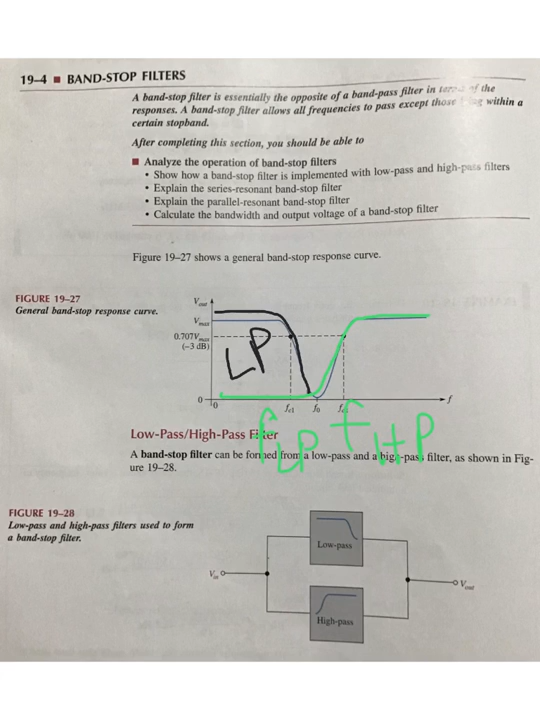 19–4 ■ BAND-STOP FILTERS
A band-stop filter is essentially the opposite of a band-pass filter in of the
responses. A band-stop filter allows all frequencies to pass except those within a
certain stopband.
After completing this section, you should be able to
■ Analyze the operation of band-stop filters
• Show how a band-stop filter is implemented with low-pass and high-pass filters
• Explain the series-resonant band-stop filter
• Explain the parallel-resonant band-stop filter
• Calculate the bandwidth and output voltage of a band-stop filter
Figure 19–27 shows a general band-stop response curve.
FIGURE 19–27
General band-stop response curve.
Vout
Vmax
0.707Vmax
(–3 dB)
LP
0
0
fc1 f0 f
fLP fHP
Low-Pass/High-Pass Filter
A band-stop filter can be formed from a low-pass and a high-pass filter, as shown in Fig-
ure 19–28.
FIGURE 19–28
Low-pass and high-pass filters used to form
a band-stop filter.
Low-pass
Vin
Vout
High-pass